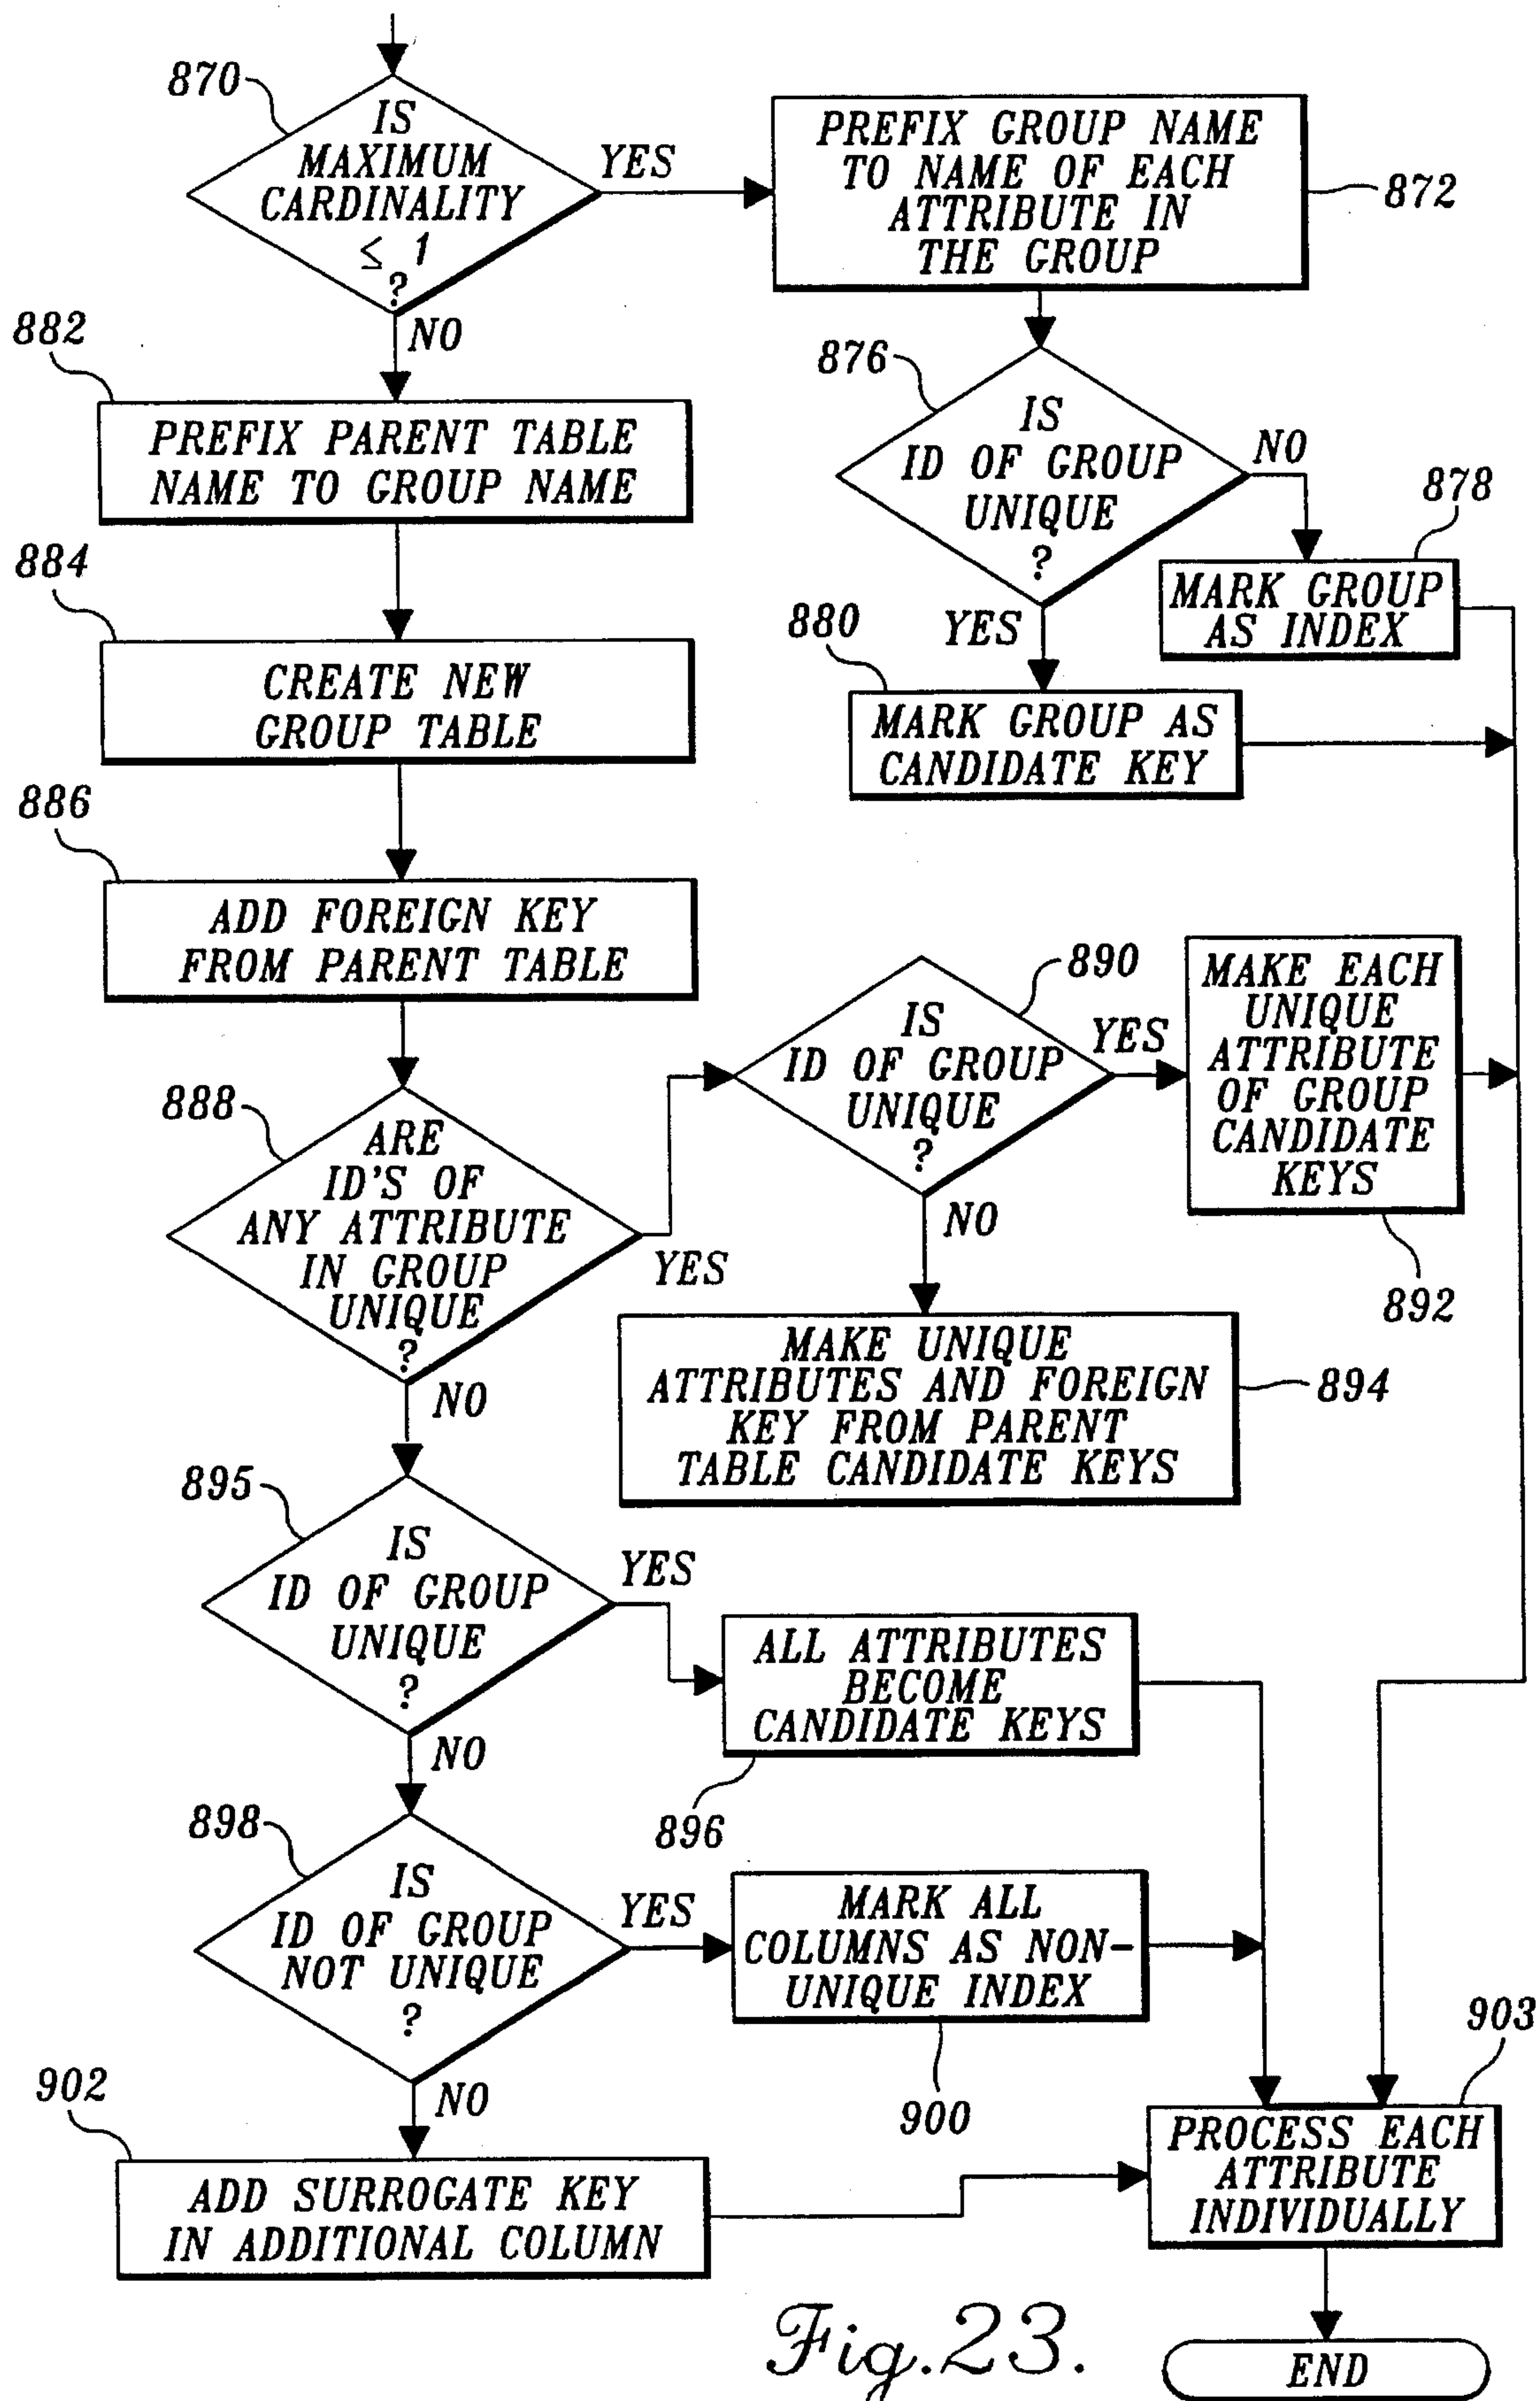 870
IS
MAXIMUM
CARDINALITY
≤ 1
?
YES
NO
PREFIX GROUP NAME
TO NAME OF EACH
ATTRIBUTE IN
THE GROUP
872
882
PREFIX PARENT TABLE
NAME TO GROUP NAME
876
IS
ID OF GROUP
UNIQUE
?
NO
YES
878
MARK GROUP
AS INDEX
880
MARK GROUP AS
CANDIDATE KEY
884
CREATE NEW
GROUP TABLE
886
ADD FOREIGN KEY
FROM PARENT TABLE
888
ARE
ID'S OF
ANY ATTRIBUTE
IN GROUP
UNIQUE
?
YES
NO
890
IS
ID OF GROUP
UNIQUE
?
YES
NO
MAKE EACH
UNIQUE
ATTRIBUTE
OF GROUP
CANDIDATE
KEYS
892
MAKE UNIQUE
ATTRIBUTES AND FOREIGN
KEY FROM PARENT
TABLE CANDIDATE KEYS
894
895
IS
ID OF GROUP
UNIQUE
?
YES
NO
ALL ATTRIBUTES
BECOME
CANDIDATE KEYS
896
898
IS
ID OF GROUP
NOT UNIQUE
?
YES
NO
MARK ALL
COLUMNS AS NON-
UNIQUE INDEX
900
902
ADD SURROGATE KEY
IN ADDITIONAL COLUMN
903
PROCESS EACH
ATTRIBUTE
INDIVIDUALLY
END
Fig.23.